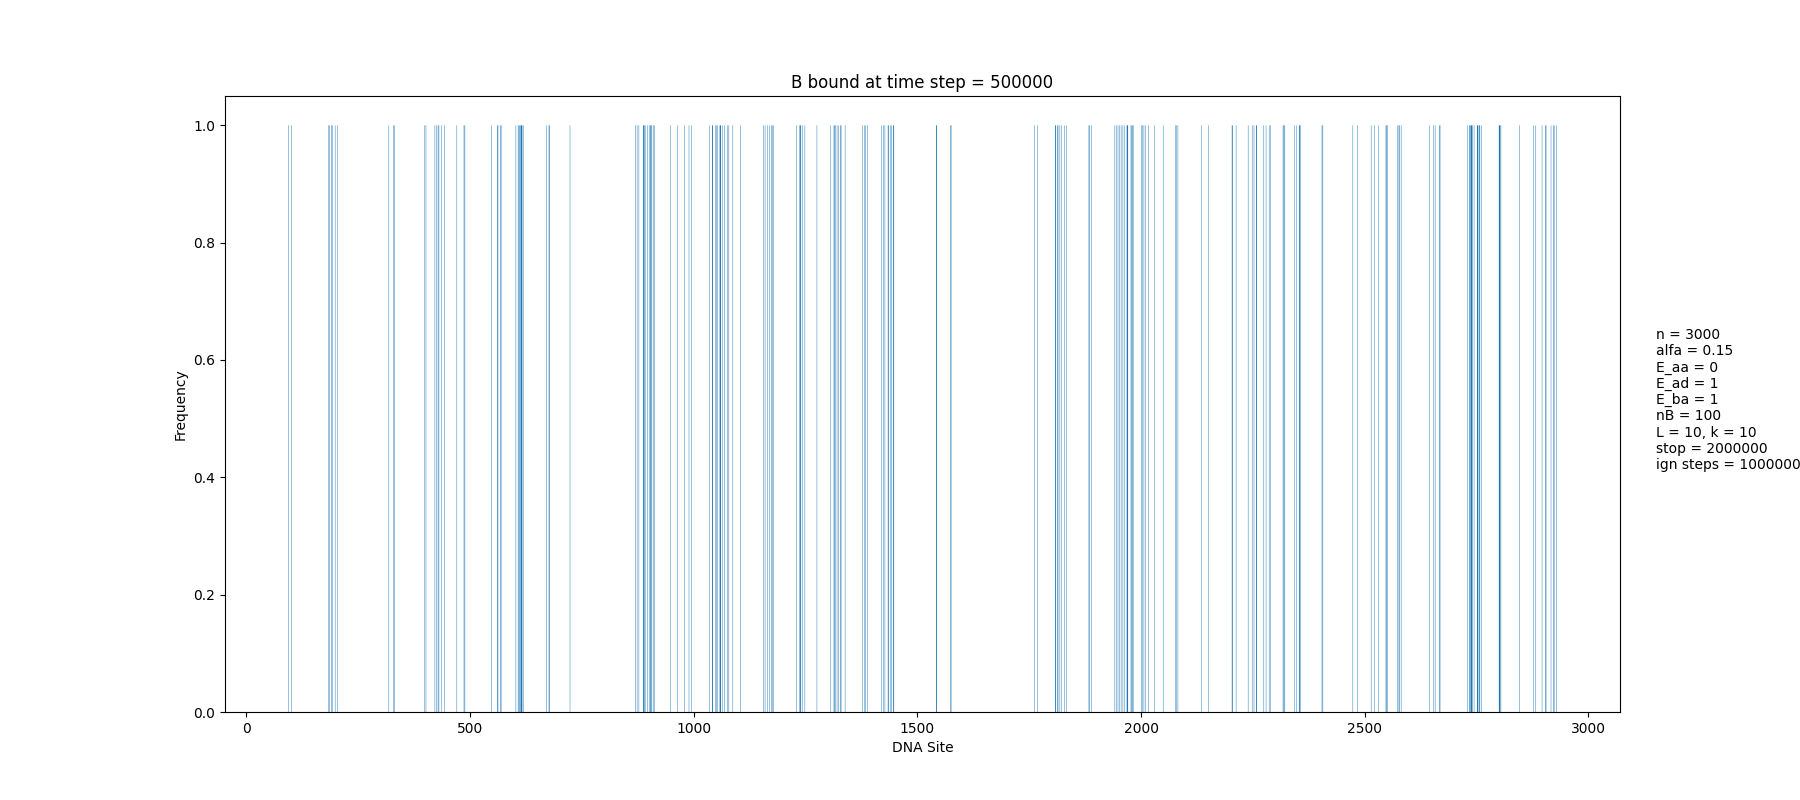 B bound at time step = 500000
1.0
0.8
0.6
0.4
0.2
0.0
Frequency
0 500 1000 1500 2000 2500 3000
DNA Site
n = 3000
alfa = 0.15
E_aa = 0
E_ad = 1
E_ba = 1
nB = 100
L = 10, k = 10
stop = 2000000
ign steps = 1000000